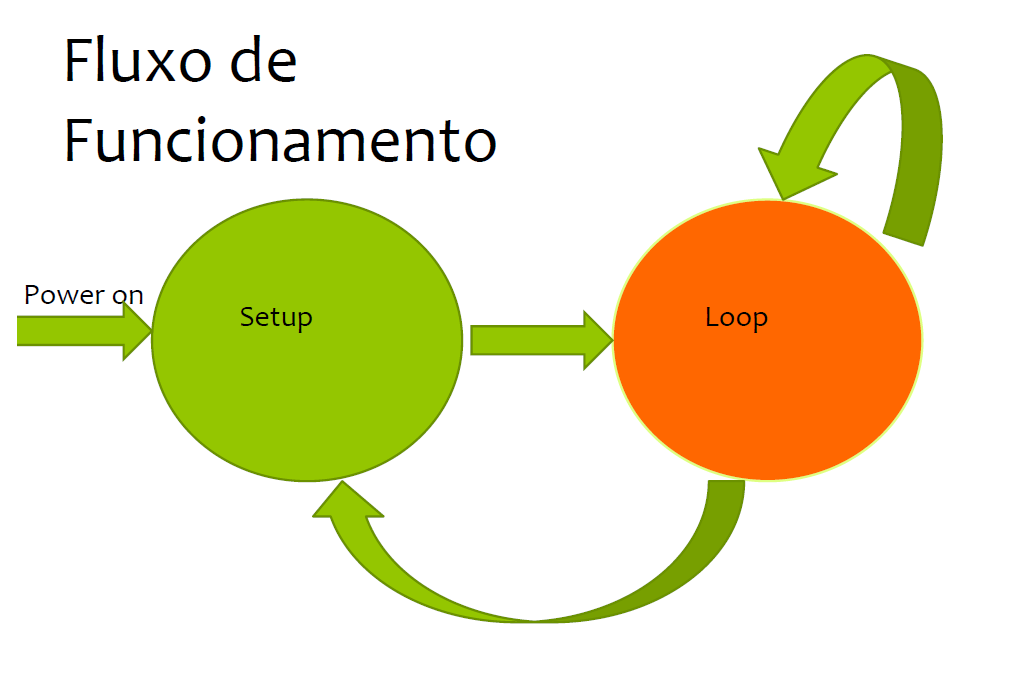 Fluxo de
Funcionamento
Power on
Setup
Loop